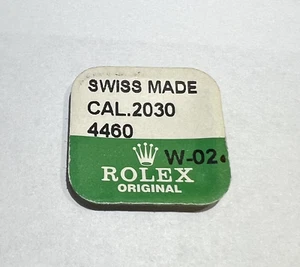 SWISS MADE
CAL.2030
4460
W-02.
ROLEX
ORIGINAL